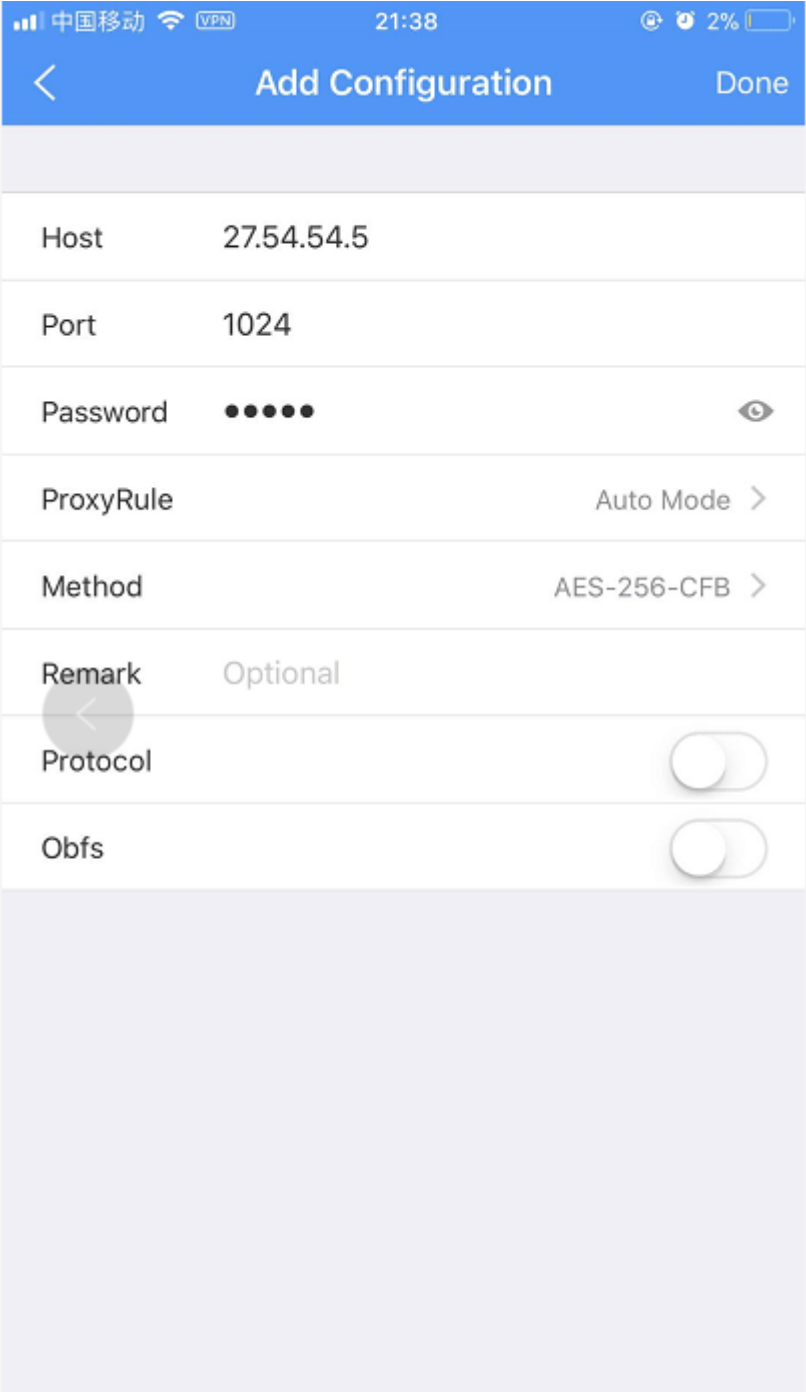 中国移动 VPN 21:38 2%
Add Configuration Done
Host 27.54.54.5
Port 1024
Password •••••
ProxyRule Auto Mode
Method AES-256-CFB
Remark Optional
Protocol
Obfs